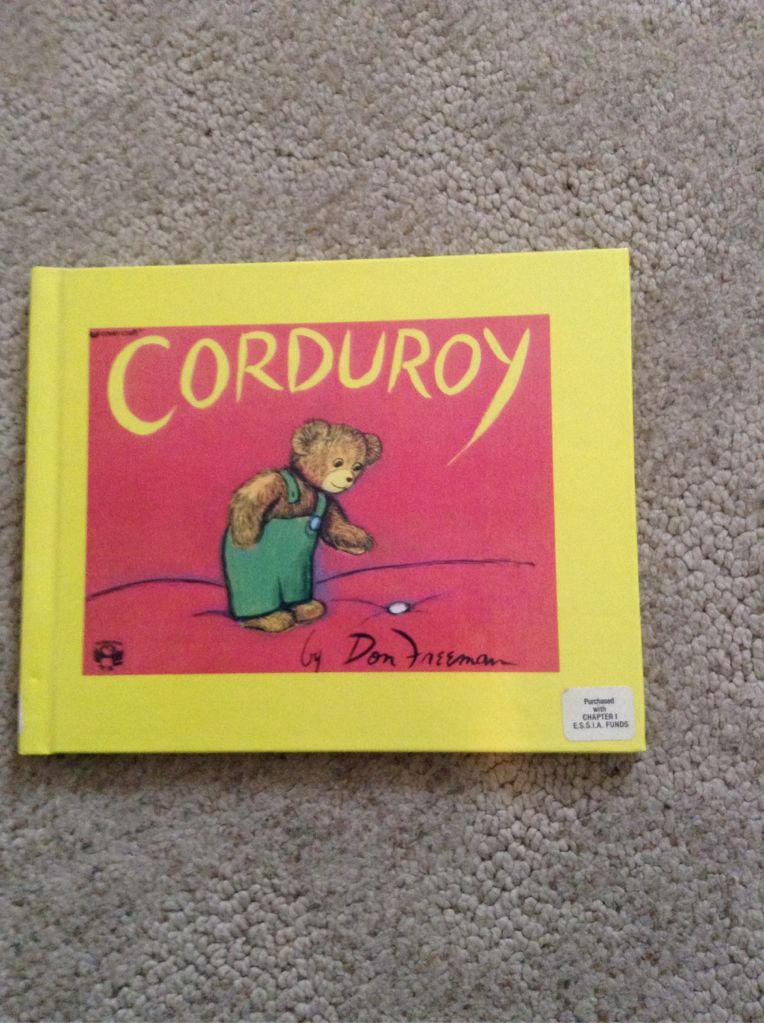 CORDUROY
by Don Freeman
Purchased
with
CHAPTER I
E.S.S.I.A. FUNDS